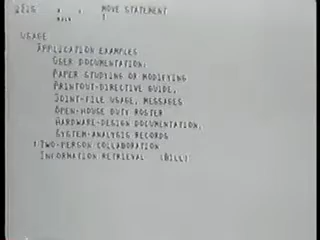 MOVE STATEMENT
USAGE
APPLICATION EXAMPLES
USER DOCUMENTATION,
PAPER STUDYING OR MODIFYING
PRINTOUT-DIRECTIVE GUIDE,
JOINT-FILE USAGE, MESSAGES
OPEN-HOUSE DUTY ROSTER
HARDWARE-DESIGN DOCUMENTATION,
SYSTEM-ANALYSIS RECORDS
TWO-PERSON COLLABORATION
INFORMATION RETRIEVAL (BILL)